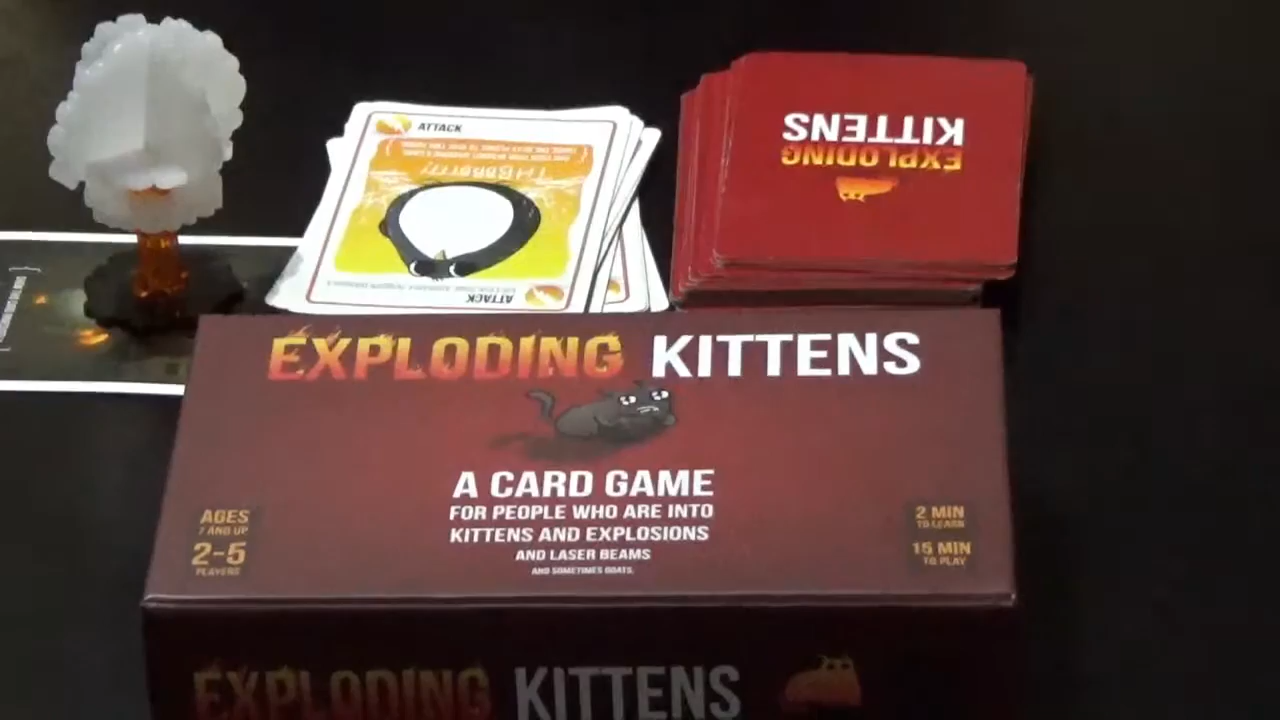 ATTACK
THBBBBTTT!
ATTACK
EXPLODING
KITTENS
EXPLODING KITTENS
A CARD GAME
FOR PEOPLE WHO ARE INTO
KITTENS AND EXPLOSIONS
AND LASER BEAMS
AND SOMETIMES GOATS.
AGES
7 AND UP
2-5
PLAYERS
2 MIN
TO LEARN
15 MIN
TO PLAY
EXPLODING KITTENS